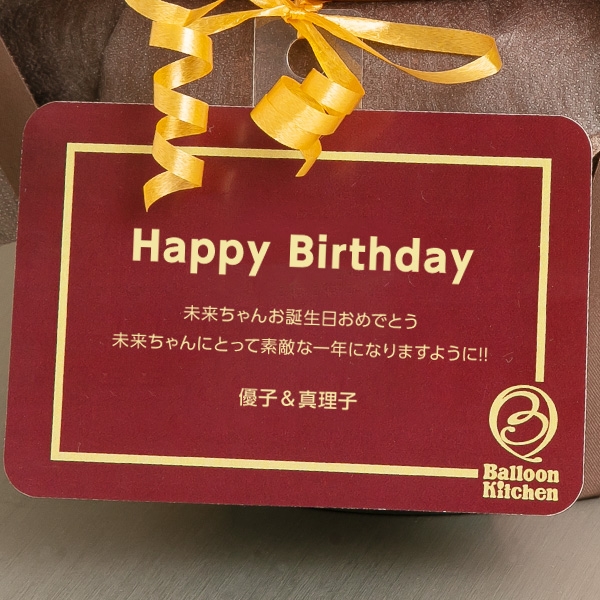 Happy Birthday
未来ちゃんお誕生日おめでとう
未来ちゃんにとって素敵な一年になりますように!!
優子&真理子
Balloon
Kitchen